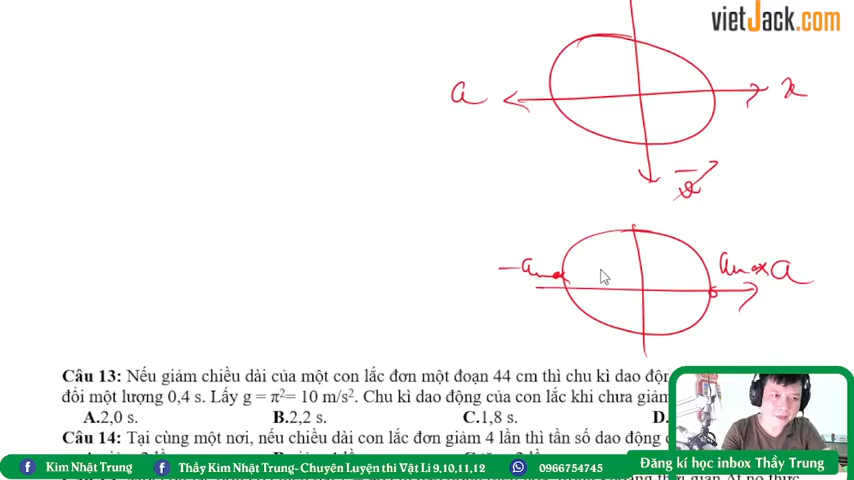 vietJack.com
a
x
v
-amax
amax a
Câu 13: Nếu giảm chiều dài của một con lắc đơn một đoạn 44 cm thì chu kì dao
đổi một lượng 0,4 s. Lấy g = π²= 10 m/s². Chu kì dao động của con lắc khi chưa giảm
A.2,0 s. B.2,2 s. C.1,8 s. D.
Câu 14: Tại cùng một nơi, nếu chiều dài con lắc đơn giảm 4 lần thì tần số dao động
Kim Nhật Trung Thầy Kim Nhật Trung- Chuyên Luyện thi Vật Lí 9,10,11,12 0966754745 Đăng kí học inbox Thầy Trung